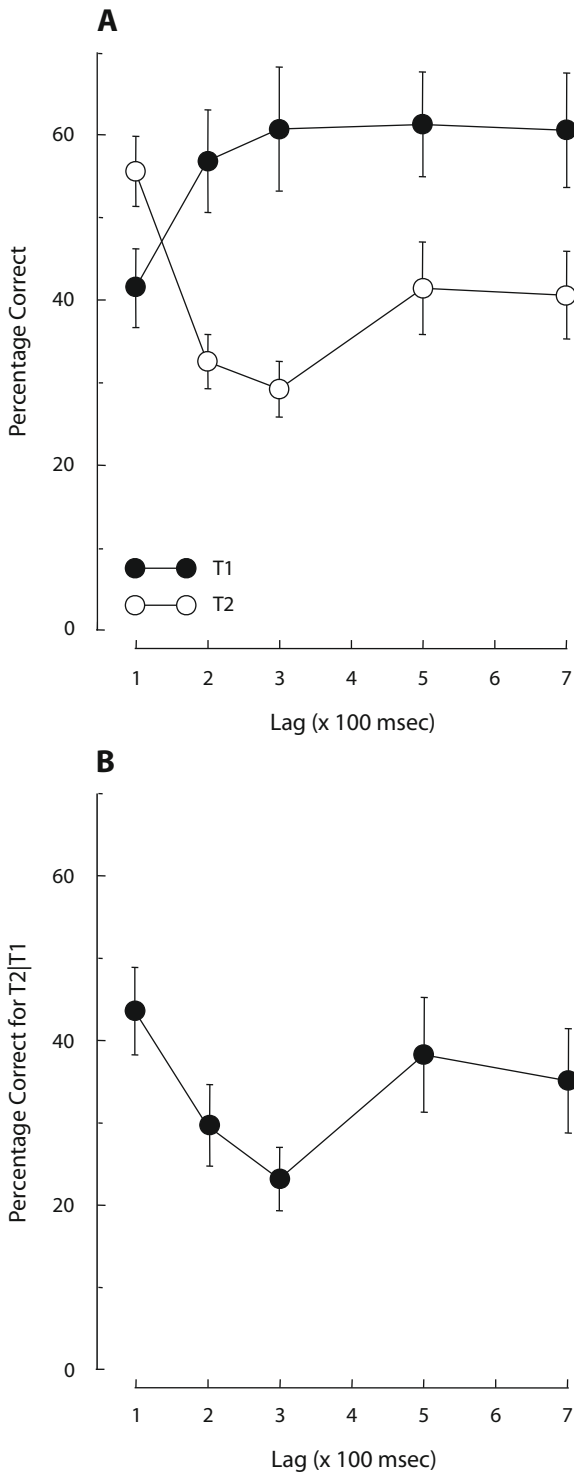 A
60
40
20
0
Percentage Correct
T1
T2
1 2 3 4 5 6 7
Lag (x 100 msec)
B
60
40
20
0
Percentage Correct for T2|T1
1 2 3 4 5 6 7
Lag (x 100 msec)